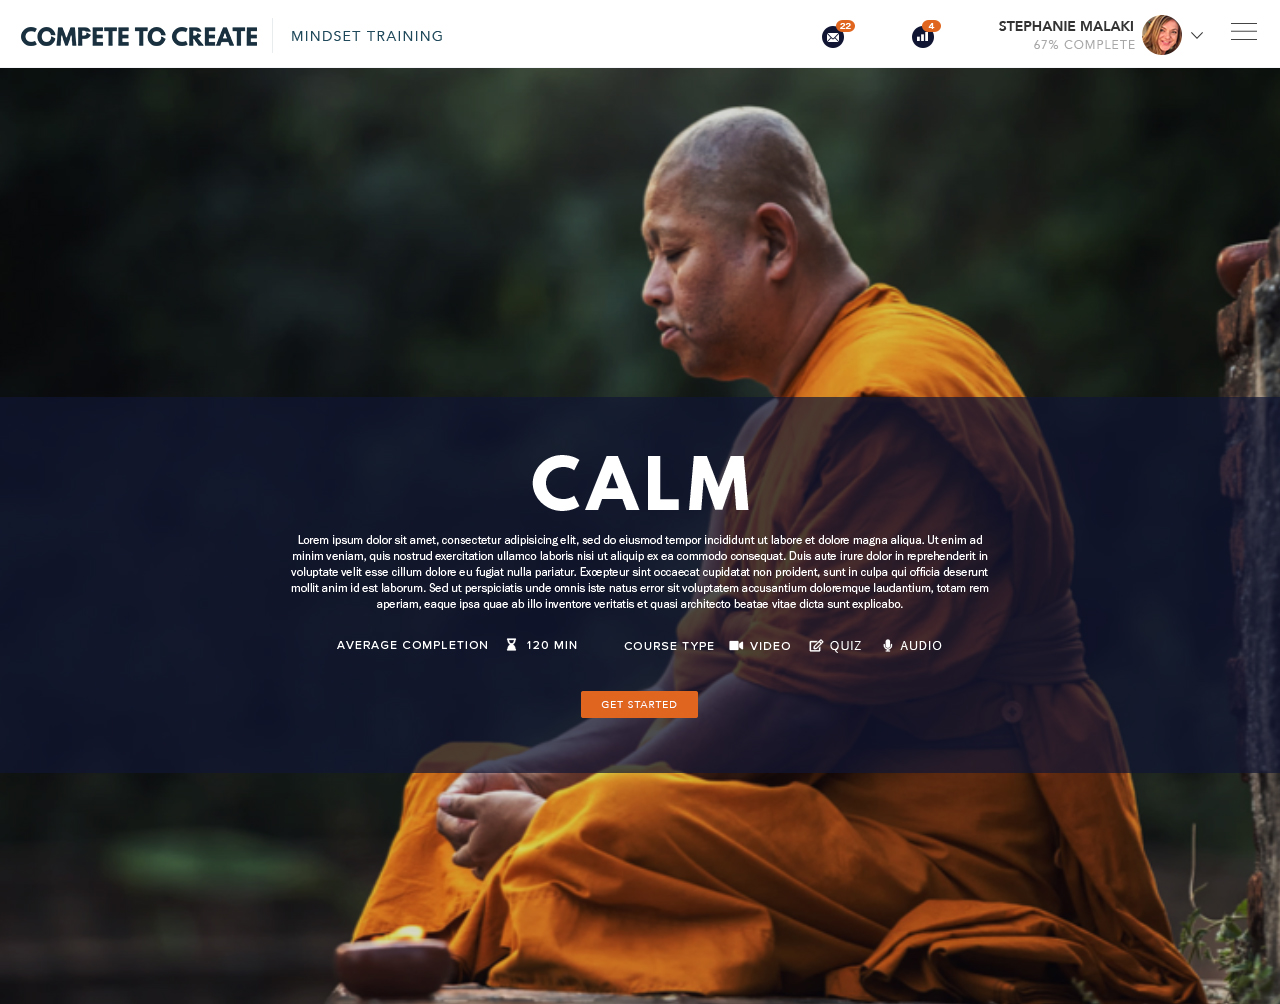 COMPETE TO CREATE
MINDSET TRAINING
22
4
STEPHANIE MALAKI
67% COMPLETE
CALM
Lorem ipsum dolor sit amet, consectetur adipisicing elit, sed do eiusmod tempor incididunt ut labore et dolore magna aliqua. Ut enim ad
minim veniam, quis nostrud exercitation ullamco laboris nisi ut aliquip ex ea commodo consequat. Duis aute irure dolor in reprehenderit in
voluptate velit esse cillum dolore eu fugiat nulla pariatur. Excepteur sint occaecat cupidatat non proident, sunt in culpa qui officia deserunt
mollit anim id est laborum. Sed ut perspiciatis unde omnis iste natus error sit voluptatem accusantium doloremque laudantium, totam rem
aperiam, eaque ipsa quae ab illo inventore veritatis et quasi architecto beatae vitae dicta sunt explicabo.
AVERAGE COMPLETION 120 MIN COURSE TYPE VIDEO QUIZ AUDIO
GET STARTED